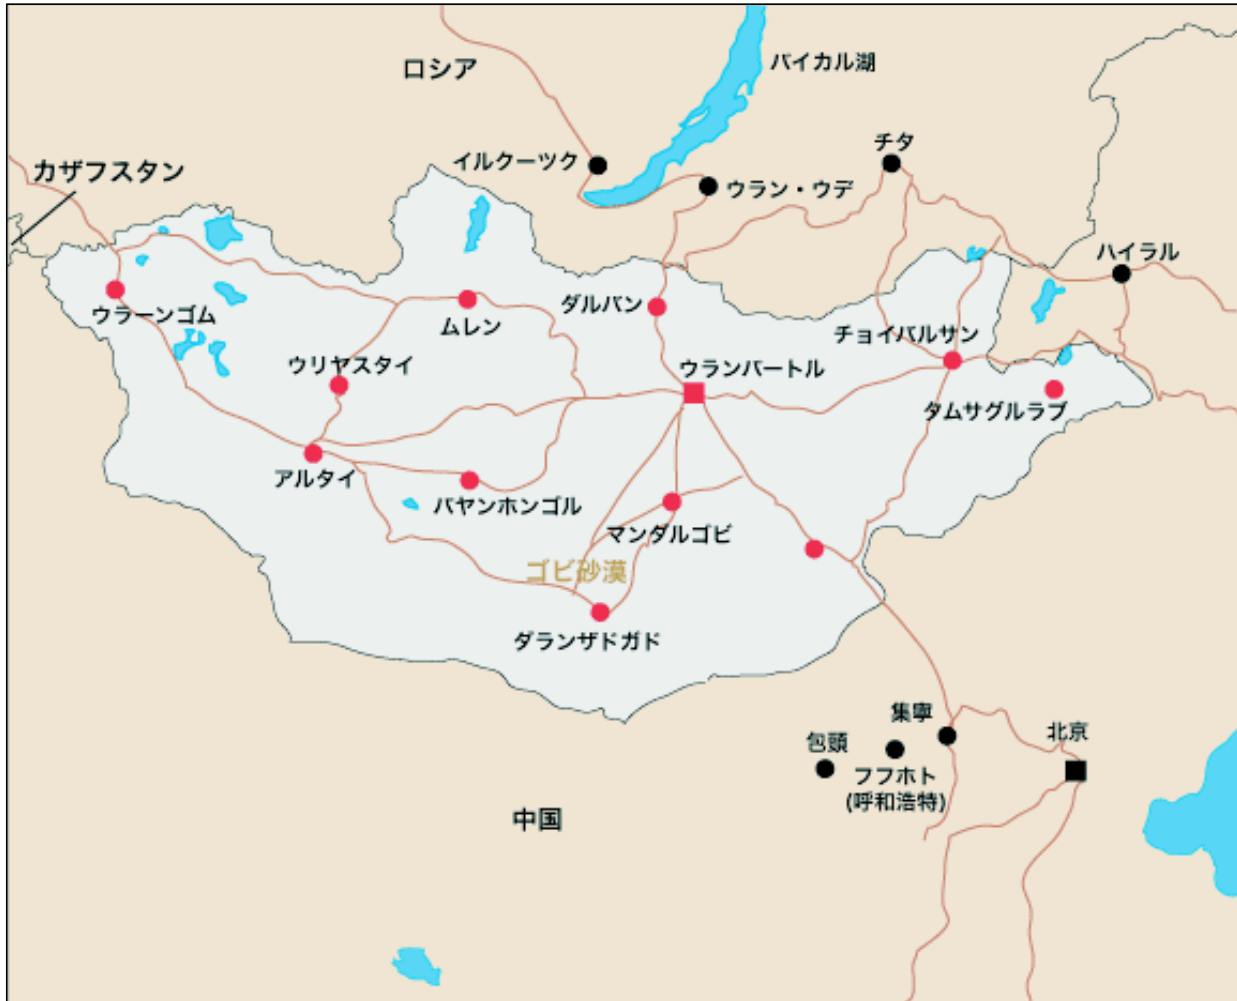 ロシア
バイカル湖
チタ
イルクーツク
カザフスタン
ウラン・ウデ
ハイラル
ウラーンゴム
ムレン
ダルバン
チョイバルサン
ウリヤスタイ
ウランバートル
タムサグルラブ
アルタイ
バヤンホンゴル
マンダルゴビ
ゴビ砂漠
ダランザドガド
集寧
北京
包頭
フフホト
(呼和浩特)
中国